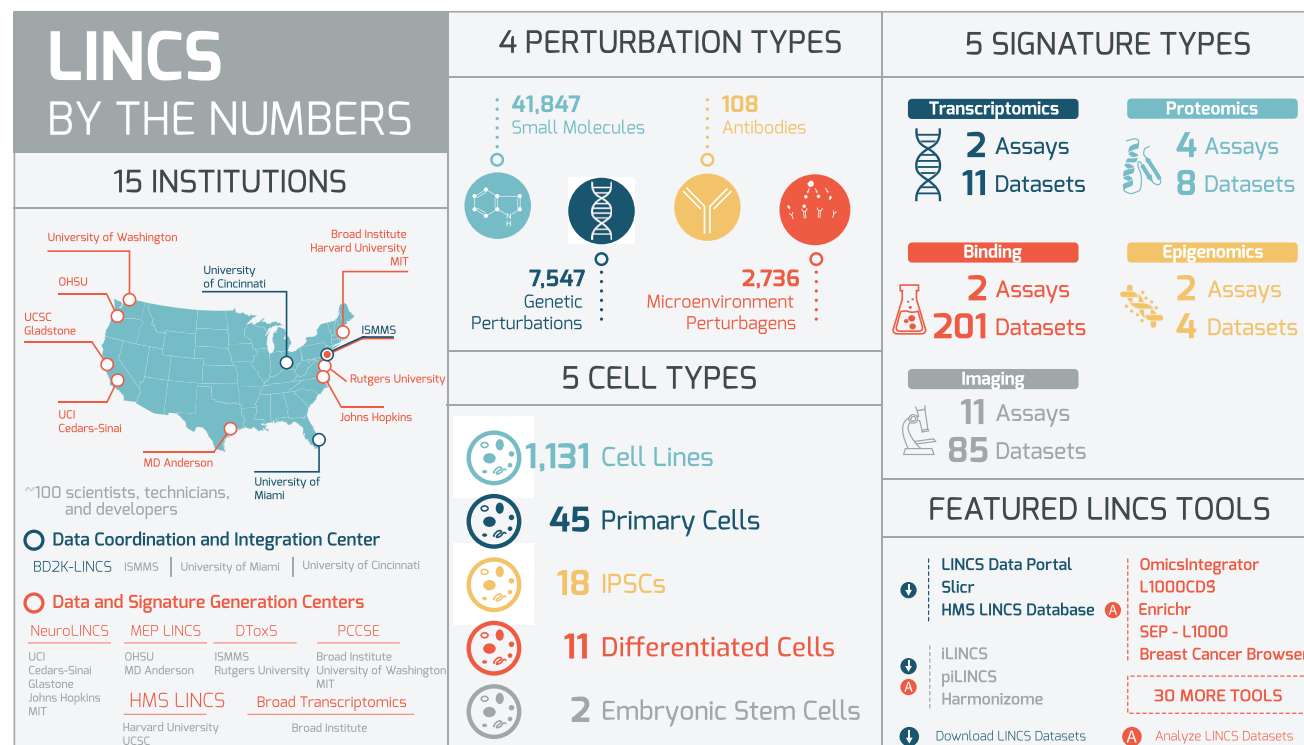 LINCS
BY THE NUMBERS
15 INSTITUTIONS
University of Washington
Broad Institute
Harvard University
MIT
OHSU
University
of Cincinnati
UCSC
Gladstone
ISMMS
Rutgers University
UCI
Cedars-Sinai
Johns Hopkins
MD Anderson
University of
Miami
~100 scientists, technicians,
and developers
Data Coordination and Integration Center
BD2K-LINCS ISMMS University of Miami University of Cincinnati
Data and Signature Generation Centers
NeuroLINCS
UCI
Cedars-Sinai
Glastone
Johns Hopkins
MIT
MEP LINCS
OHSU
MD Anderson
DToxS
ISMMS
Rutgers University
PCCSE
Broad Institute
University of Washington
MIT
HMS LINCS
Harvard University
UCSC
Broad Transcriptomics
Broad Institute
4 PERTURBATION TYPES
41,847
Small Molecules
108
Antibodies
N
H
7,547
Genetic
Perturbations
2,736
Microenvironment
Perturbagens
5 CELL TYPES
1,131 Cell Lines
45 Primary Cells
18 IPSCs
11 Differentiated Cells
2 Embryonic Stem Cells
5 SIGNATURE TYPES
Transcriptomics
2 Assays
11 Datasets
Proteomics
4 Assays
8 Datasets
Binding
2 Assays
201 Datasets
Epigenomics
2 Assays
4 Datasets
Imaging
11 Assays
85 Datasets
FEATURED LINCS TOOLS
LINCS Data Portal
Slicr
HMS LINCS Database
iLINCS
piLINCS
Harmonizome
A
A
OmicsIntegrator
Enrichr
SEP - L1000
Breast Cancer Browser
30 MORE TOOLS
Download LINCS Datasets
A Analyze LINCS Datasets